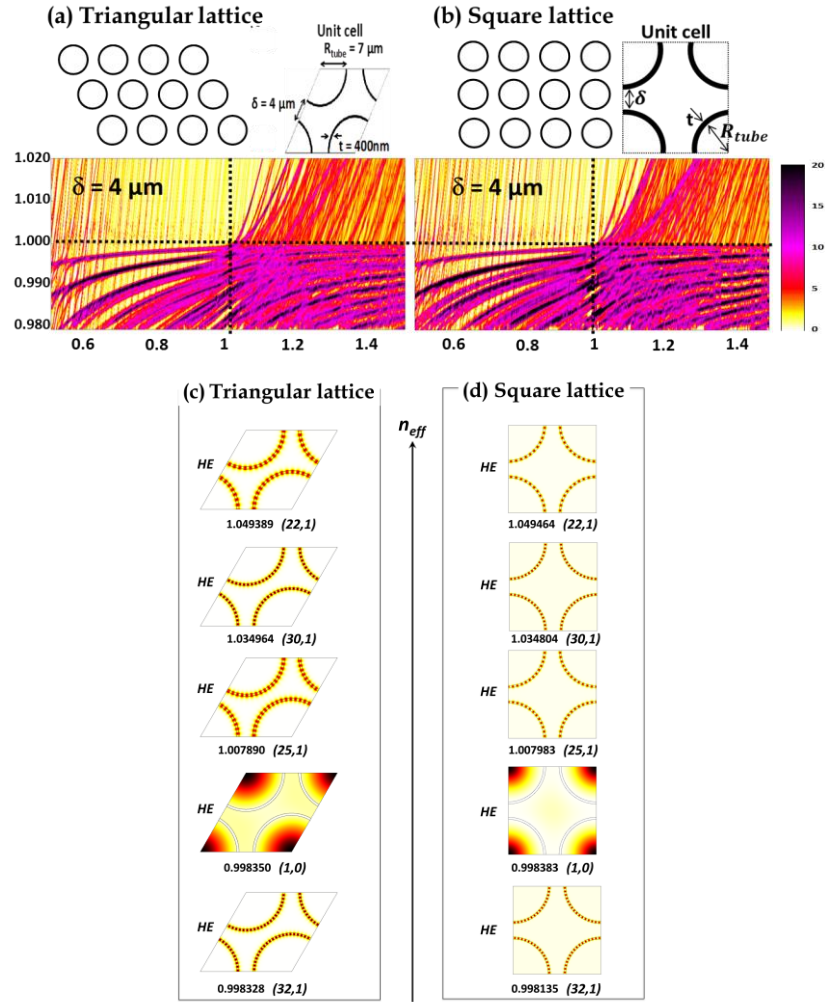 (a) Triangular lattice
Unit cell
R_tube = 7 μm
δ = 4 μm
t = 400nm
(b) Square lattice
Unit cell
δ
t
R_tube
1.020
1.010
1.000
0.990
0.980
δ = 4 μm
0.6 0.8 1 1.2 1.4
δ = 4 μm
0.6 0.8 1 1.2 1.4
20
15
10
5
0
(c) Triangular lattice
HE
1.049389 (22,1)
HE
1.034964 (30,1)
HE
1.007890 (25,1)
HE
0.998350 (1,0)
HE
0.998328 (32,1)
n_eff
(d) Square lattice
HE
1.049464 (22,1)
HE
1.034804 (30,1)
HE
1.007983 (25,1)
HE
0.998383 (1,0)
HE
0.998135 (32,1)